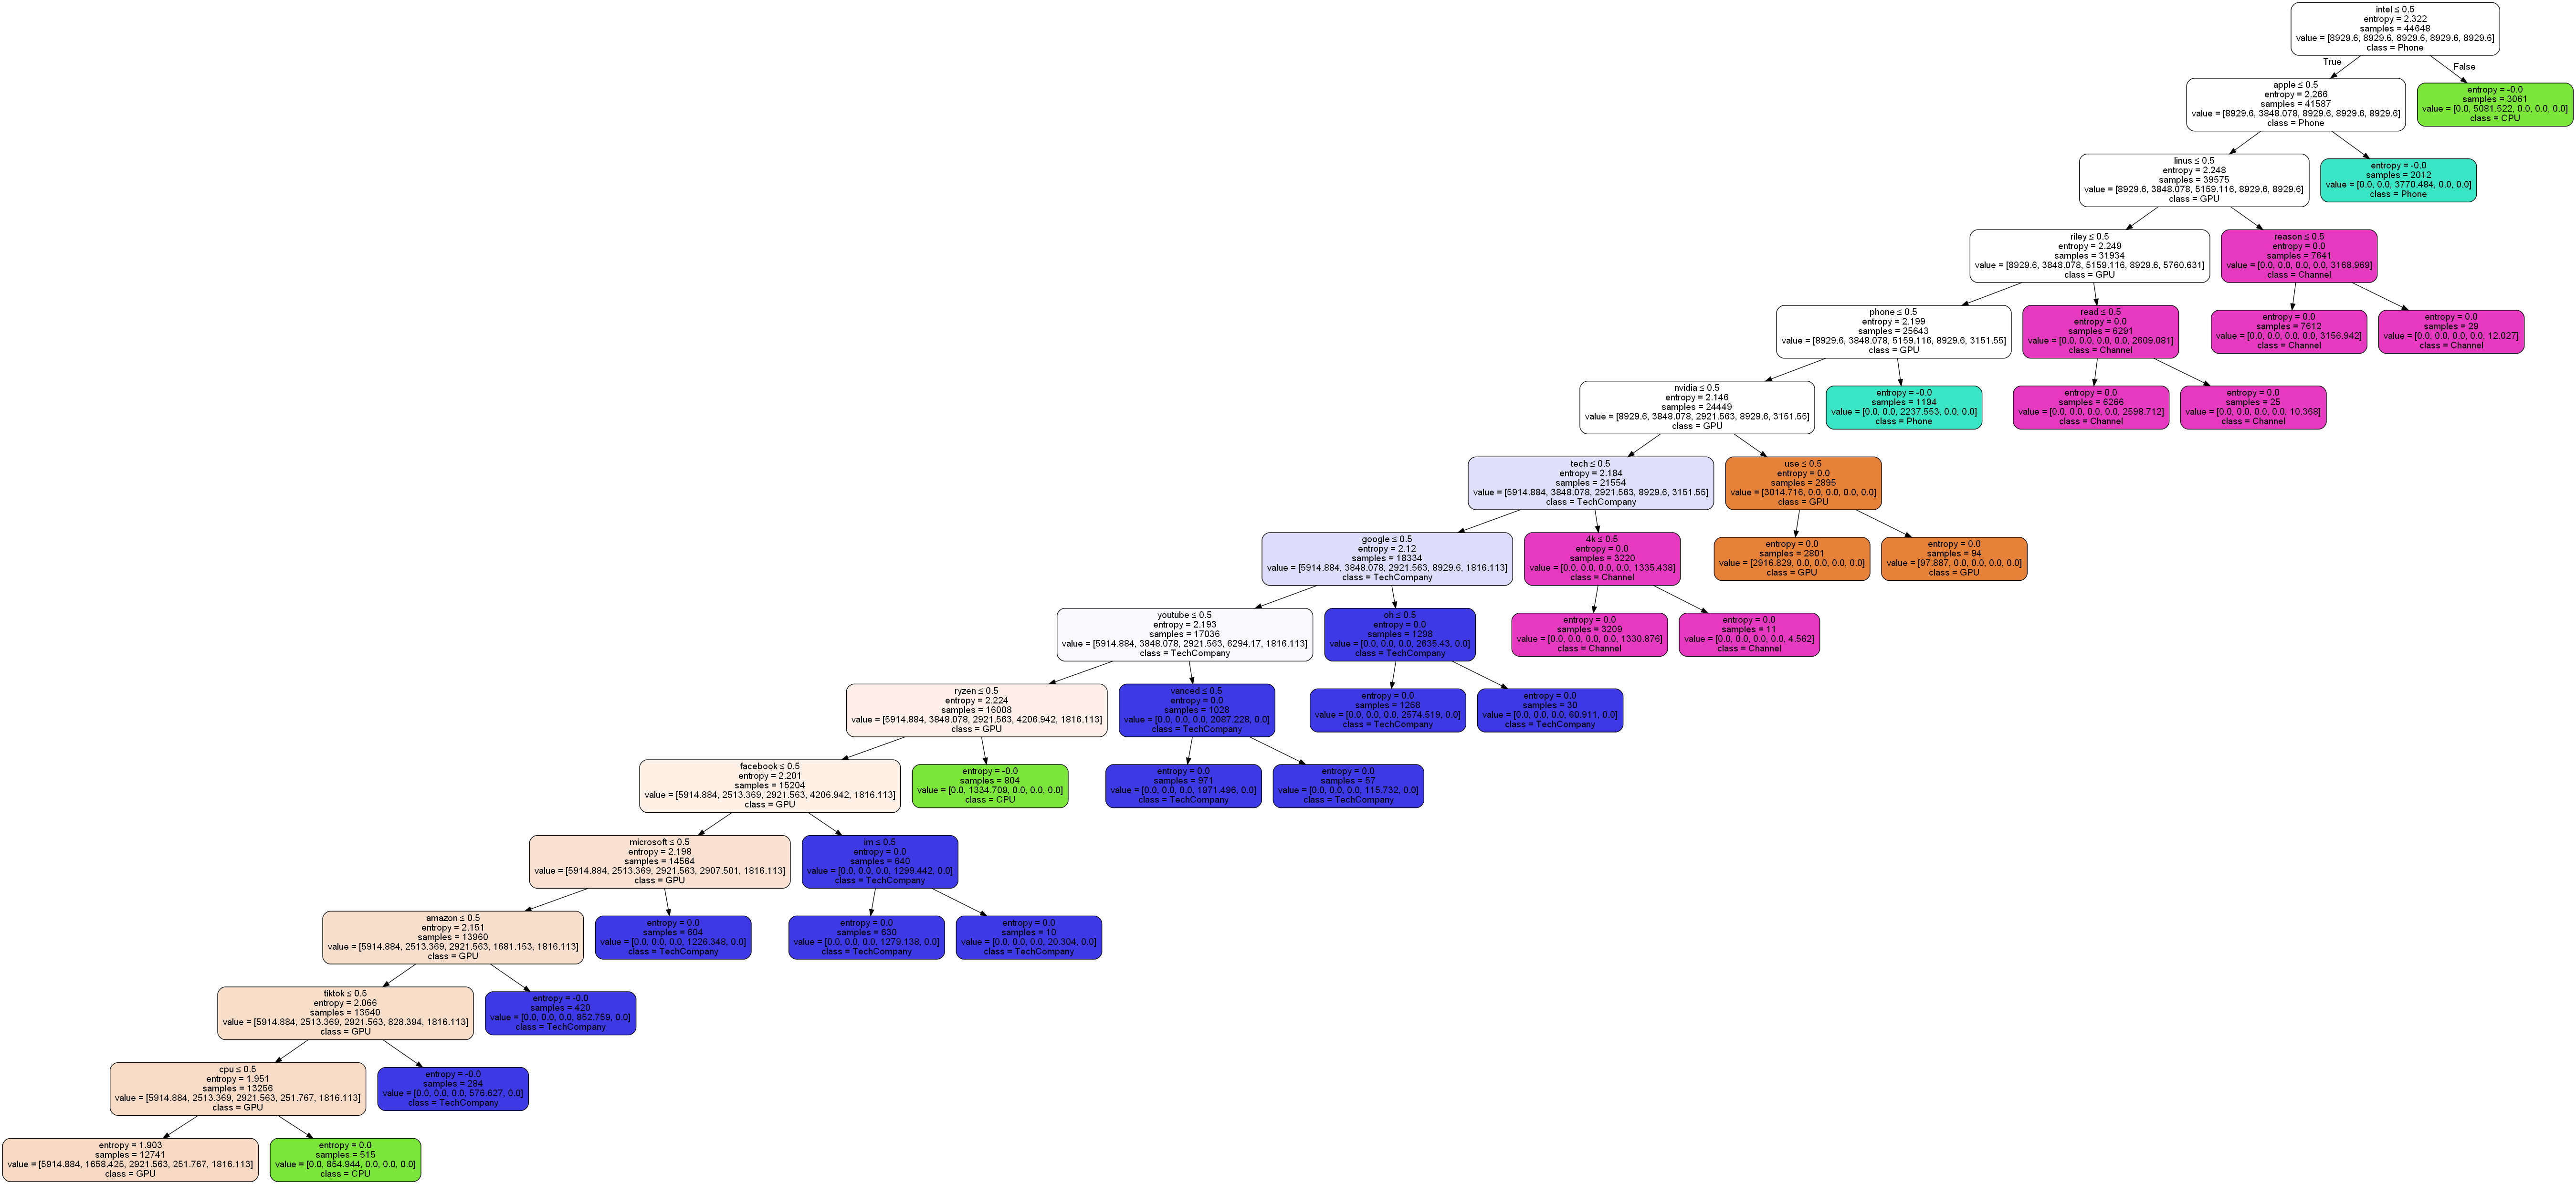 intel ≤ 0.5
entropy = 2.322
samples = 44648
value = [8929.6, 8929.6, 8929.6, 8929.6, 8929.6]
class = Phone
True
False
apple ≤ 0.5
entropy = 2.266
samples = 41587
value = [8929.6, 3848.078, 8929.6, 8929.6, 8929.6]
class = Phone
entropy = -0.0
samples = 3061
value = [0.0, 5081.522, 0.0, 0.0, 0.0]
class = CPU
linus ≤ 0.5
entropy = 2.248
samples = 39575
value = [8929.6, 3848.078, 5159.116, 8929.6, 8929.6]
class = GPU
entropy = -0.0
samples = 2012
value = [0.0, 0.0, 3770.484, 0.0, 0.0]
class = Phone
riley ≤ 0.5
entropy = 2.249
samples = 31934
value = [8929.6, 3848.078, 5159.116, 8929.6, 5760.631]
class = GPU
reason ≤ 0.5
entropy = 0.0
samples = 7641
value = [0.0, 0.0, 0.0, 0.0, 3168.969]
class = Channel
phone ≤ 0.5
entropy = 2.199
samples = 25643
value = [8929.6, 3848.078, 5159.116, 8929.6, 3151.55]
class = GPU
read ≤ 0.5
entropy = 0.0
samples = 6291
value = [0.0, 0.0, 0.0, 0.0, 2609.081]
class = Channel
entropy = 0.0
samples = 7612
value = [0.0, 0.0, 0.0, 0.0, 3156.942]
class = Channel
entropy = 0.0
samples = 29
value = [0.0, 0.0, 0.0, 0.0, 12.027]
class = Channel
nvidia ≤ 0.5
entropy = 2.146
samples = 24449
value = [8929.6, 3848.078, 2921.563, 8929.6, 3151.55]
class = GPU
entropy = -0.0
samples = 1194
value = [0.0, 0.0, 2237.553, 0.0, 0.0]
class = Phone
entropy = 0.0
samples = 6266
value = [0.0, 0.0, 0.0, 0.0, 2598.712]
class = Channel
entropy = 0.0
samples = 25
value = [0.0, 0.0, 0.0, 0.0, 10.368]
class = Channel
tech ≤ 0.5
entropy = 2.184
samples = 21554
value = [5914.884, 3848.078, 2921.563, 8929.6, 3151.55]
class = TechCompany
use ≤ 0.5
entropy = 0.0
samples = 2895
value = [3014.716, 0.0, 0.0, 0.0, 0.0]
class = GPU
google ≤ 0.5
entropy = 2.12
samples = 18334
value = [5914.884, 3848.078, 2921.563, 8929.6, 1816.113]
class = TechCompany
4k ≤ 0.5
entropy = 0.0
samples = 3220
value = [0.0, 0.0, 0.0, 0.0, 1335.438]
class = Channel
entropy = 0.0
samples = 2801
value = [2916.829, 0.0, 0.0, 0.0, 0.0]
class = GPU
entropy = 0.0
samples = 94
value = [97.887, 0.0, 0.0, 0.0, 0.0]
class = GPU
youtube ≤ 0.5
entropy = 2.193
samples = 17036
value = [5914.884, 3848.078, 2921.563, 6294.17, 1816.113]
class = TechCompany
oh ≤ 0.5
entropy = 0.0
samples = 1298
value = [0.0, 0.0, 0.0, 2635.43, 0.0]
class = TechCompany
entropy = 0.0
samples = 3209
value = [0.0, 0.0, 0.0, 0.0, 1330.876]
class = Channel
entropy = 0.0
samples = 11
value = [0.0, 0.0, 0.0, 0.0, 4.562]
class = Channel
ryzen ≤ 0.5
entropy = 2.224
samples = 16008
value = [5914.884, 3848.078, 2921.563, 4206.942, 1816.113]
class = GPU
vanced ≤ 0.5
entropy = 0.0
samples = 1028
value = [0.0, 0.0, 0.0, 2087.228, 0.0]
class = TechCompany
entropy = 0.0
samples = 1268
value = [0.0, 0.0, 0.0, 2574.519, 0.0]
class = TechCompany
entropy = 0.0
samples = 30
value = [0.0, 0.0, 0.0, 60.911, 0.0]
class = TechCompany
facebook ≤ 0.5
entropy = 2.201
samples = 15204
value = [5914.884, 2513.369, 2921.563, 4206.942, 1816.113]
class = GPU
entropy = -0.0
samples = 804
value = [0.0, 1334.709, 0.0, 0.0, 0.0]
class = CPU
entropy = 0.0
samples = 971
value = [0.0, 0.0, 0.0, 1971.496, 0.0]
class = TechCompany
entropy = 0.0
samples = 57
value = [0.0, 0.0, 0.0, 115.732, 0.0]
class = TechCompany
microsoft ≤ 0.5
entropy = 2.198
samples = 14564
value = [5914.884, 2513.369, 2921.563, 2907.501, 1816.113]
class = GPU
im ≤ 0.5
entropy = 0.0
samples = 640
value = [0.0, 0.0, 0.0, 1299.442, 0.0]
class = TechCompany
amazon ≤ 0.5
entropy = 2.151
samples = 13960
value = [5914.884, 2513.369, 2921.563, 1681.153, 1816.113]
class = GPU
entropy = 0.0
samples = 604
value = [0.0, 0.0, 0.0, 1226.348, 0.0]
class = TechCompany
entropy = 0.0
samples = 630
value = [0.0, 0.0, 0.0, 1279.138, 0.0]
class = TechCompany
entropy = 0.0
samples = 10
value = [0.0, 0.0, 0.0, 20.304, 0.0]
class = TechCompany
tiktok ≤ 0.5
entropy = 2.066
samples = 13540
value = [5914.884, 2513.369, 2921.563, 828.394, 1816.113]
class = GPU
entropy = -0.0
samples = 420
value = [0.0, 0.0, 0.0, 852.759, 0.0]
class = TechCompany
cpu ≤ 0.5
entropy = 1.951
samples = 13256
value = [5914.884, 2513.369, 2921.563, 251.767, 1816.113]
class = GPU
entropy = -0.0
samples = 284
value = [0.0, 0.0, 0.0, 576.627, 0.0]
class = TechCompany
entropy = 1.903
samples = 12741
value = [5914.884, 1658.425, 2921.563, 251.767, 1816.113]
class = GPU
entropy = 0.0
samples = 515
value = [0.0, 854.944, 0.0, 0.0, 0.0]
class = CPU